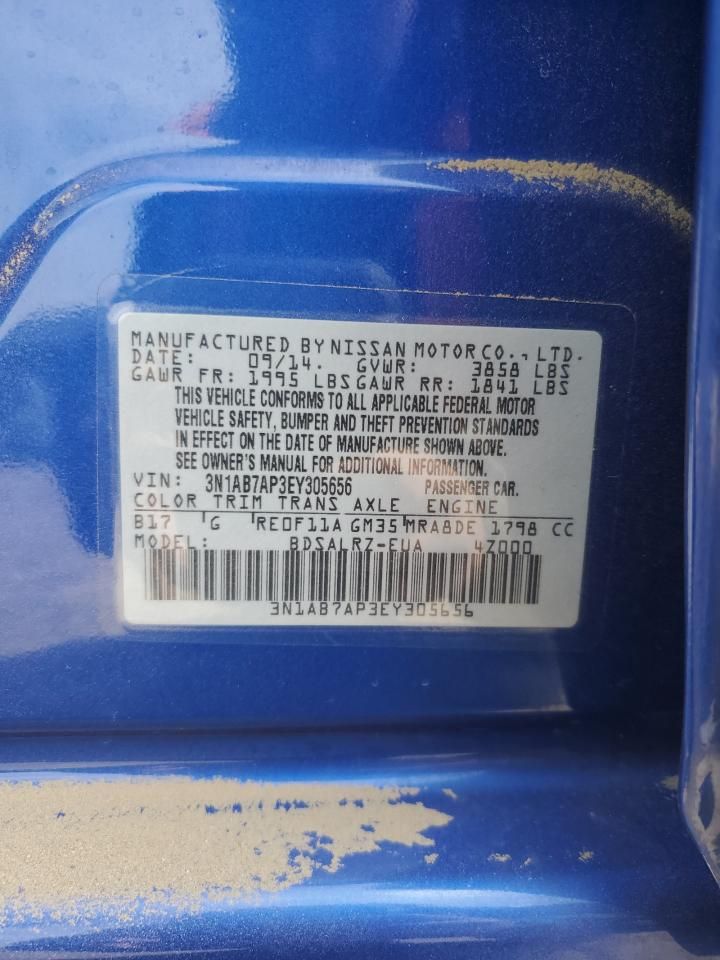 MANUFACTURED BY NISSAN MOTOR CO., LTD.
DATE: 09/14. GVWR: 3858 LBS
GAWR FR: 1995 LBS GAWR RR: 1841 LBS
THIS VEHICLE CONFORMS TO ALL APPLICABLE FEDERAL MOTOR
VEHICLE SAFETY, BUMPER AND THEFT PREVENTION STANDARDS
IN EFFECT ON THE DATE OF MANUFACTURE SHOWN ABOVE.
SEE OWNER'S MANUAL FOR ADDITIONAL INFORMATION.
VIN: 3N1AB7AP3EY305656 PASSENGER CAR.
COLOR TRIM TRANS AXLE ENGINE
B17 G RE0F11A GM35 MRA8DE 1798 CC
MODEL: BDSALRZ-EUA 4Z000
3N1AB7AP3EY305656